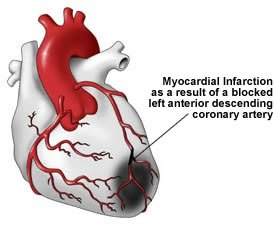 Myocardial Infarction
as a result of a blocked
left anterior descending
coronary artery